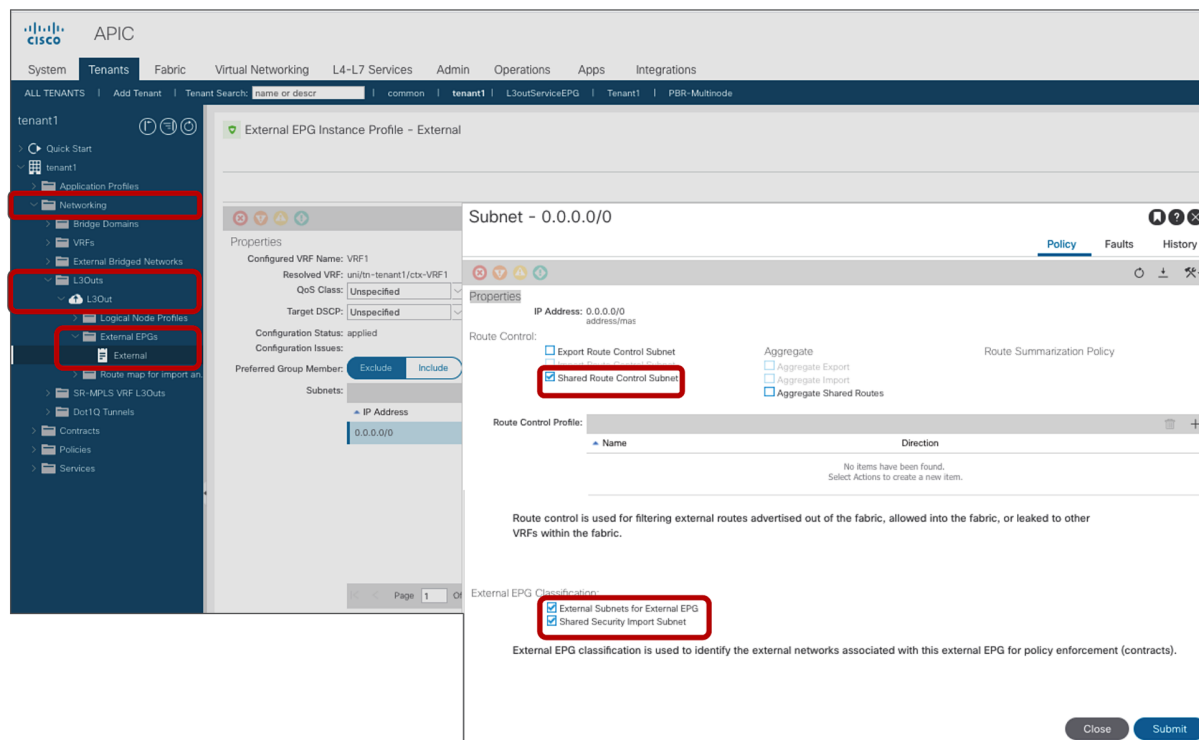 CISCO
APIC
System Tenants Fabric Virtual Networking L4-L7 Services Admin Operations Apps Integrations
ALL TENANTS | Add Tenant | Tenant Search: name or descr | common | tenant1 | L3outServiceEPG | Tenant1 | PBR-Multinode
tenant1
Quick Start
tenant1
Application Profiles
Networking
Bridge Domains
VRFs
External Bridged Networks
L3Outs
L3Out
Logical Node Profiles
External EPGs
External
Route map for import an.
SR-MPLS VRF L3Outs
Dot1Q Tunnels
Contracts
Policies
Services
External EPG Instance Profile - External
Properties
Configured VRF Name: VRF1
Resolved VRF: uni/tn-tenant1/ctx-VRF1
QoS Class: Unspecified
Target DSCP: Unspecified
Configuration Status: applied
Configuration Issues:
Preferred Group Member: Exclude Include
Subnets:
IP Address
0.0.0.0/0
Page 1 Of
Subnet - 0.0.0.0/0
Policy Faults History
Properties
IP Address: 0.0.0.0/0
address/mas
Route Control:
Export Route Control Subnet
Import Route Control Subnet
Shared Route Control Subnet
Aggregate
Aggregate Export
Aggregate Import
Aggregate Shared Routes
Route Summarization Policy
Route Control Profile:
Name Direction
No items have been found.
Select Actions to create a new item.
Route control is used for filtering external routes advertised out of the fabric, allowed into the fabric, or leaked to other
VRFs within the fabric.
External EPG Classification:
External Subnets for External EPG
Shared Security Import Subnet
External EPG classification is used to identify the external networks associated with this external EPG for policy enforcement (contracts).
Close Submit